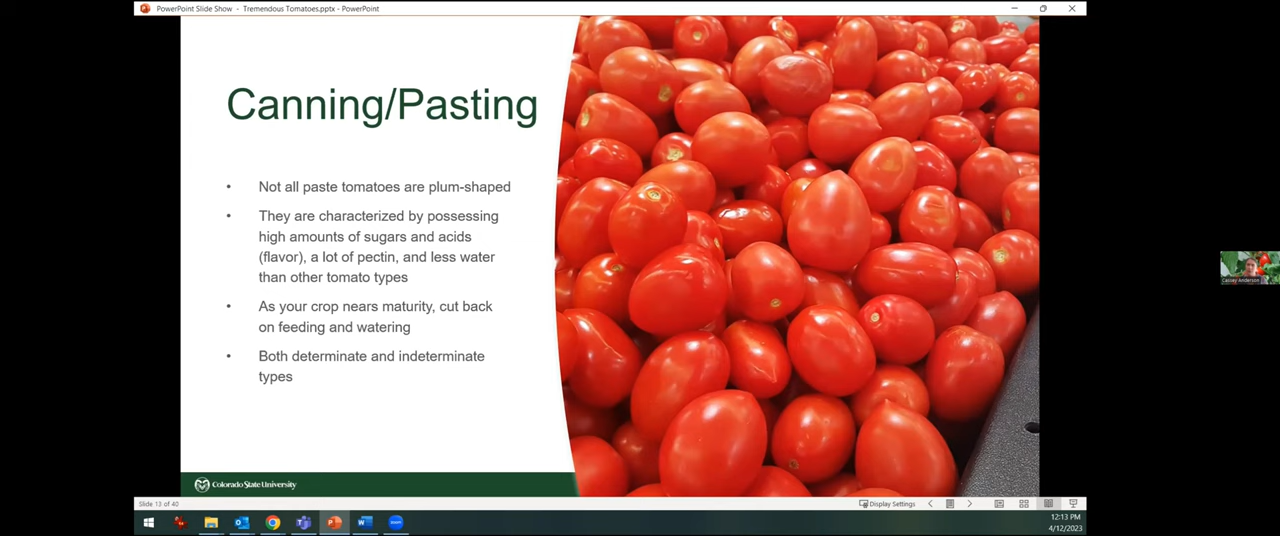 PowerPoint Slide Show - Tremendous Tomatoes.pptx - PowerPoint
Canning/Pasting
• Not all paste tomatoes are plum-shaped
• They are characterized by possessing
high amounts of sugars and acids
(flavor), a lot of pectin, and less water
than other tomato types
• As your crop nears maturity, cut back
on feeding and watering
• Both determinate and indeterminate
types
Cassey Anderson
Colorado State University
Slide 13 of 40
Display Settings
12:13 PM
4/12/2023